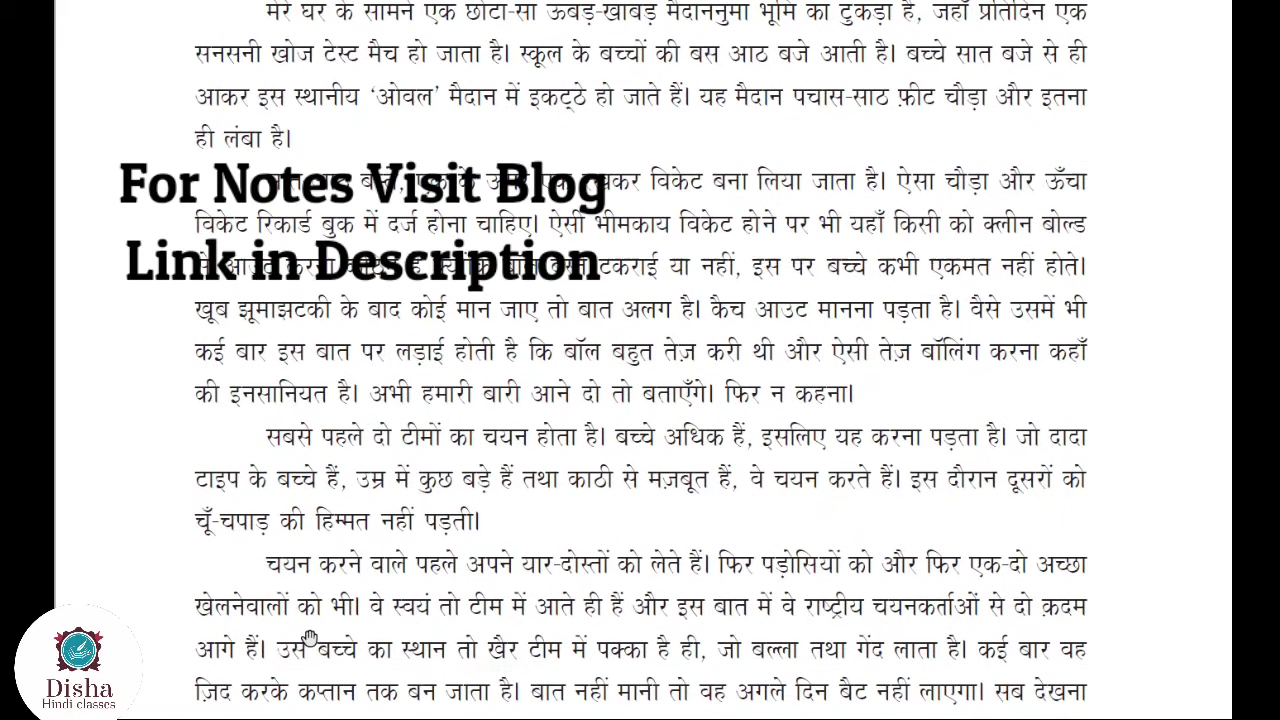 मेरे घर के सामने एक छोटा-सा ऊबड़-खाबड़ मैदाननुमा भूमि का टुकड़ा है, जहाँ प्रतिदिन एक
सनसनी खोज टेस्ट मैच हो जाता है। स्कूल के बच्चों की बस आठ बजे आती है। बच्चे सात बजे से ही
आकर इस स्थानीय ‘ओवल’ मैदान में इकट्ठे हो जाते हैं। यह मैदान पचास-साठ फ़ीट चौड़ा और इतना
ही लंबा है।
For Notes Visit Blog
रखकर विकेट बना लिया जाता है। ऐसा चौड़ा और ऊँचा
विकेट रिकार्ड बुक में दर्ज होना चाहिए। ऐसी भीमकाय विकेट होने पर भी यहाँ किसी को क्लीन बोल्ड
Link in Description
टकराई या नहीं, इस पर बच्चे कभी एकमत नहीं होते।
खूब झूमाझटकी के बाद कोई मान जाए तो बात अलग है। कैच आउट मानना पड़ता है। वैसे उसमें भी
कई बार इस बात पर लड़ाई होती है कि बॉल बहुत तेज़ करी थी और ऐसी तेज़ बॉलिंग करना कहाँ
की इनसानियत है। अभी हमारी बारी आने दो तो बताएँगे। फिर न कहना।
सबसे पहले दो टीमों का चयन होता है। बच्चे अधिक हैं, इसलिए यह करना पड़ता है। जो दादा
टाइप के बच्चे हैं, उम्र में कुछ बड़े हैं तथा काठी से मज़बूत हैं, वे चयन करते हैं। इस दौरान दूसरों को
चूँ-चपाड़ की हिम्मत नहीं पड़ती।
चयन करने वाले पहले अपने यार-दोस्तों को लेते हैं। फिर पड़ोसियों को और फिर एक-दो अच्छा
खेलनेवालों को भी। वे स्वयं तो टीम में आते ही हैं और इस बात में वे राष्ट्रीय चयनकर्ताओं से दो क़दम
आगे हैं। उस बच्चे का स्थान तो खैर टीम में पक्का है ही, जो बल्ला तथा गेंद लाता है। कई बार वह
ज़िद करके कप्तान तक बन जाता है। बात नहीं मानी तो वह अगले दिन बैट नहीं लाएगा। सब देखना
Disha
Hindi classes